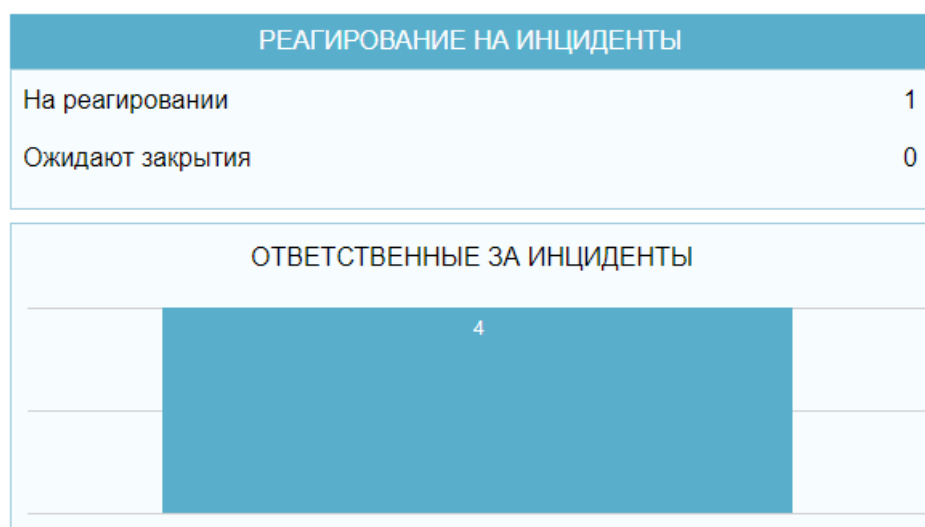 РЕАГИРОВАНИЕ НА ИНЦИДЕНТЫ
На реагировании 1
Ожидают закрытия 0
ОТВЕТСТВЕННЫЕ ЗА ИНЦИДЕНТЫ
4